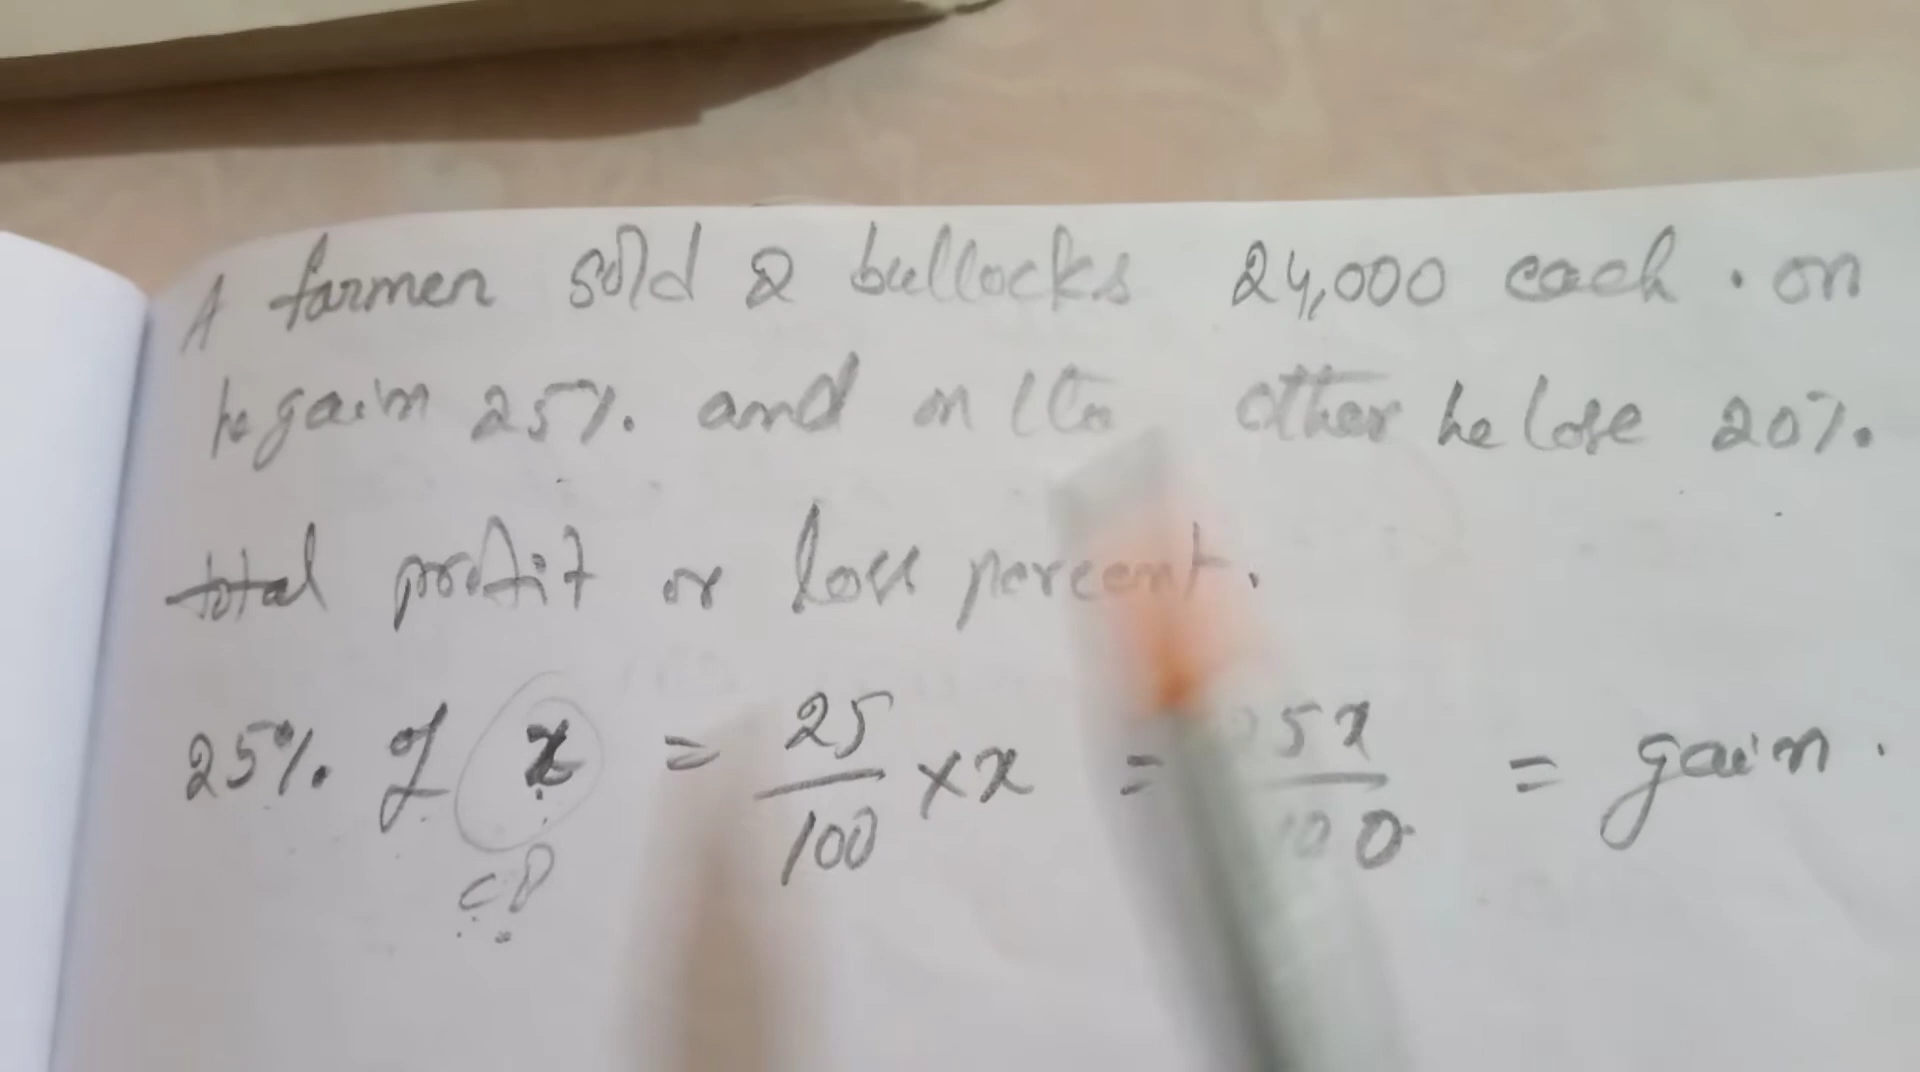 A farmer sold 2 bullocks 24,000 each. on
he gain 25%. and on the other he lose 20%.
total profit or loss percent.
25% of x = 25/100 × x = 25x/100 = gain.
CP